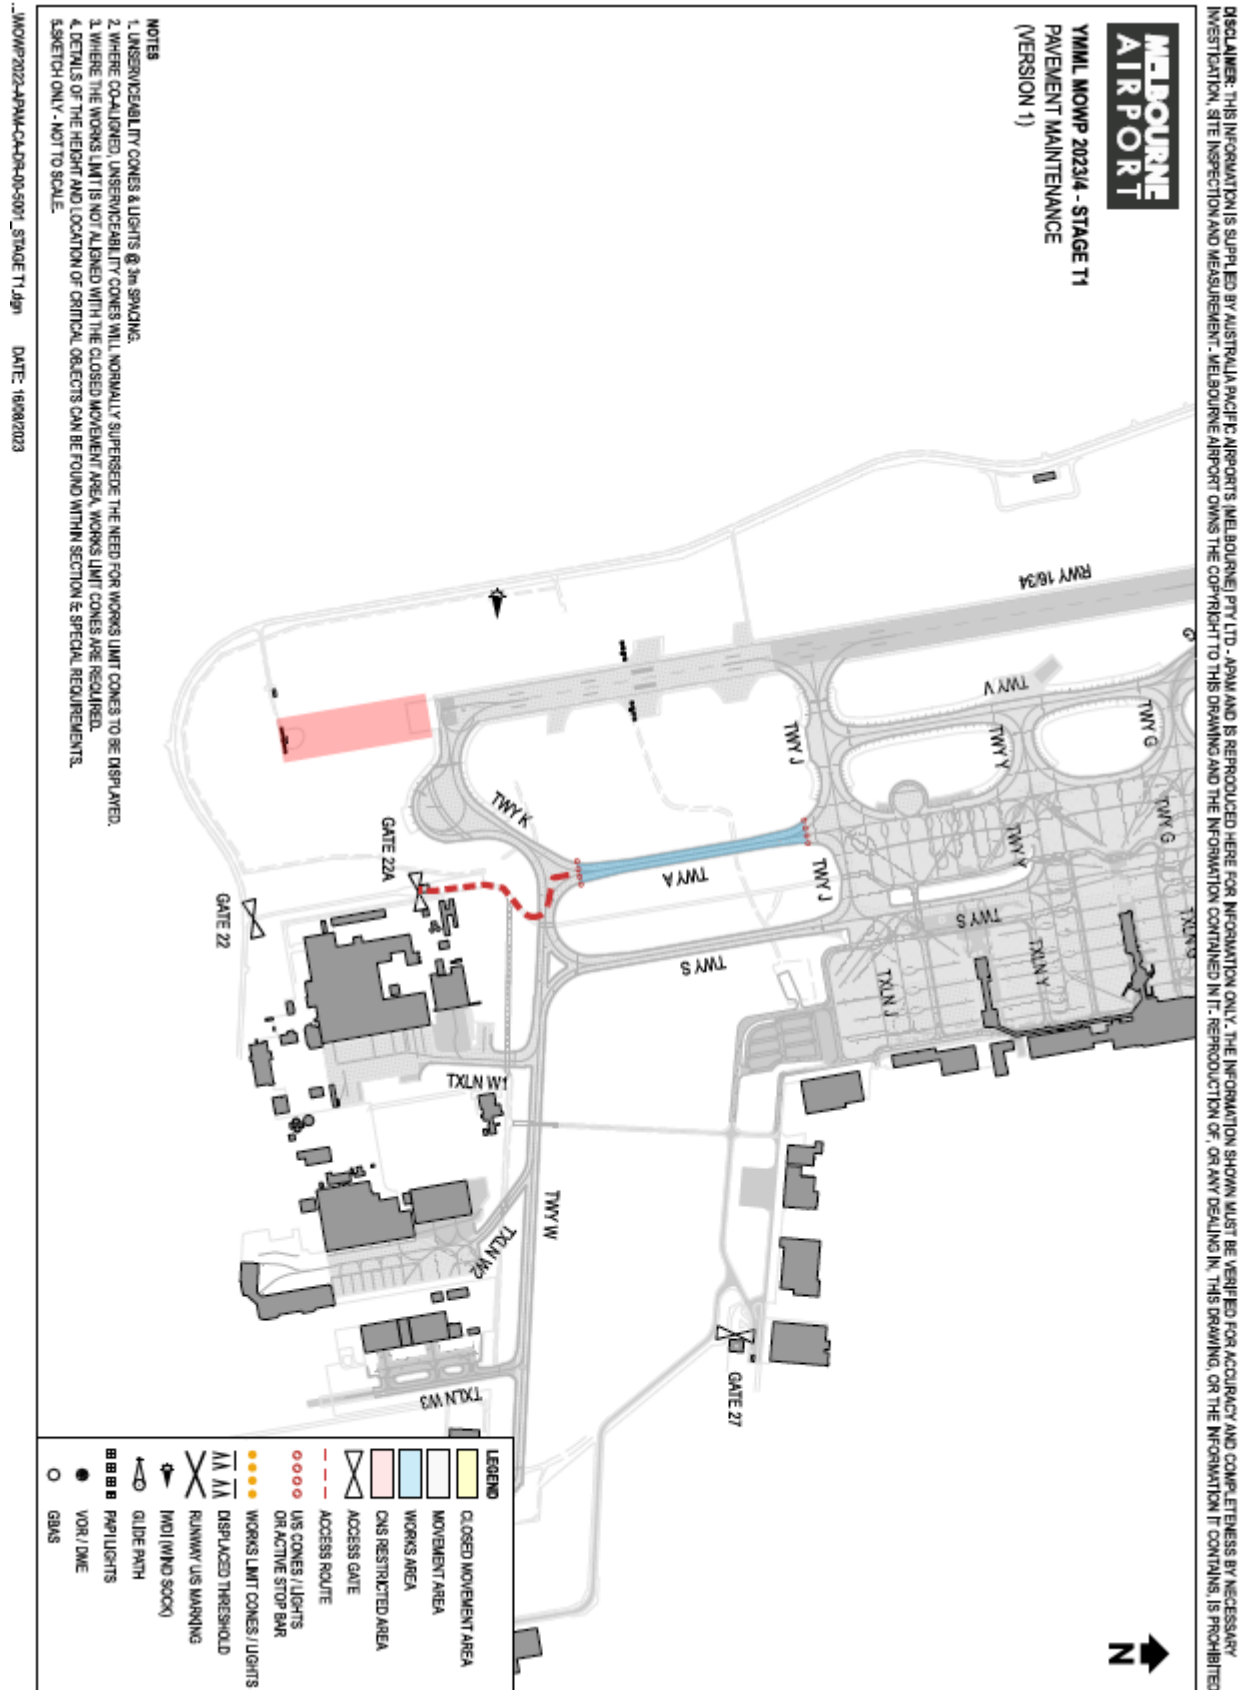 DISCLAIMER: THIS INFORMATION IS SUPPLIED BY AUSTRALIA PACIFIC AIRPORTS (MELBOURNE) PTY LTD - APAM AND IS REPRODUCED HERE FOR INFORMATION ONLY. THE INFORMATION SHOWN MUST BE VERIFIED FOR ACCURACY AND COMPLETENESS BY NECESSARY
INVESTIGATION, SITE INSPECTION AND MEASUREMENT. MELBOURNE AIRPORT OWNS THE COPYRIGHT TO THIS DRAWING AND THE INFORMATION CONTAINED IN IT. REPRODUCTION OF, OR ANY DEALING IN, THIS DRAWING, OR THE INFORMATION IT CONTAINS, IS PROHIBITED
MELBOURNE
AIRPORT
YMML MOWP 2023/4 - STAGE T1
PAVEMENT MAINTENANCE
(VERSION 1)
N
RWY 16/34
TWY V
TWY G
TWY J
TWY Y
TWY G
TWY Y
TWY J
TWY S
TXLN Y
TXLN J
TWY K
TWY A
TWY S
GATE 22A
GATE 22
TXLN W1
TWY W
TXLN W2
TXLN W3
GATE 27
NOTES
1. UNSERVICEABILITY CONES & LIGHTS @ 3m SPACING.
2. WHERE CO-ALIGNED, UNSERVICEABILITY CONES WILL NORMALLY SUPERSEDE THE NEED FOR WORKS LIMIT CONES TO BE DISPLAYED.
3. WHERE THE WORKS LIMIT IS NOT ALIGNED WITH THE CLOSED MOVEMENT AREA, WORKS LIMIT CONES ARE REQUIRED.
4. DETAILS OF THE HEIGHT AND LOCATION OF CRITICAL OBJECTS CAN BE FOUND WITHIN SECTION 5: SPECIAL REQUIREMENTS.
5.SKETCH ONLY - NOT TO SCALE.
LEGEND
CLOSED MOVEMENT AREA
MOVEMENT AREA
WORKS AREA
CNS RESTRICTED AREA
ACCESS GATE
ACCESS ROUTE
U/S CONES / LIGHTS
OR ACTIVE STOP BAR
WORKS LIMIT CONES / LIGHTS
DISPLACED THRESHOLD
RUNWAY U/S MARKING
IWDI (WIND SOCK)
GLIDE PATH
PAPI LIGHTS
VOR / DME
GBAS
...\MOWP2022-APAM-CA-DR-00-5001_STAGE T1.dgn DATE: 16/08/2023